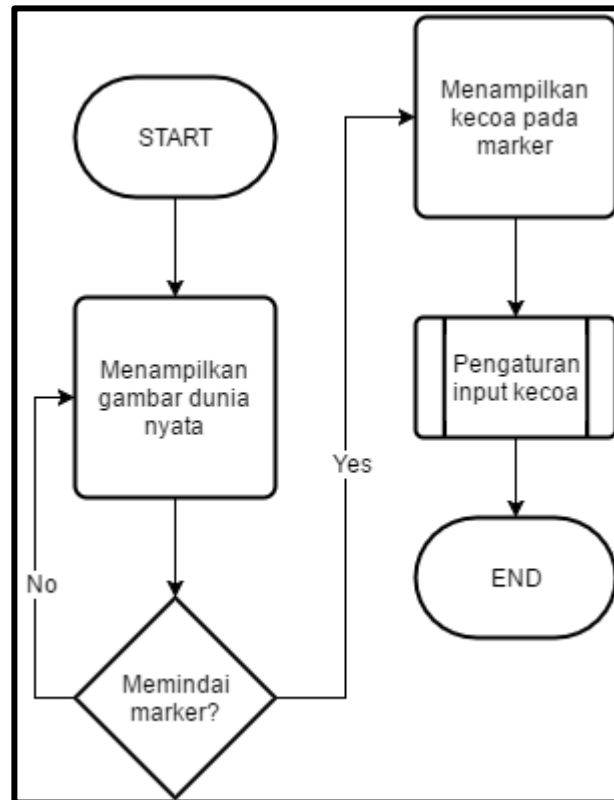 START
Menampilkan
gambar dunia
nyata
No
Memindai
marker?
Yes
Menampilkan
kecoa pada
marker
Pengaturan
input kecoa
END